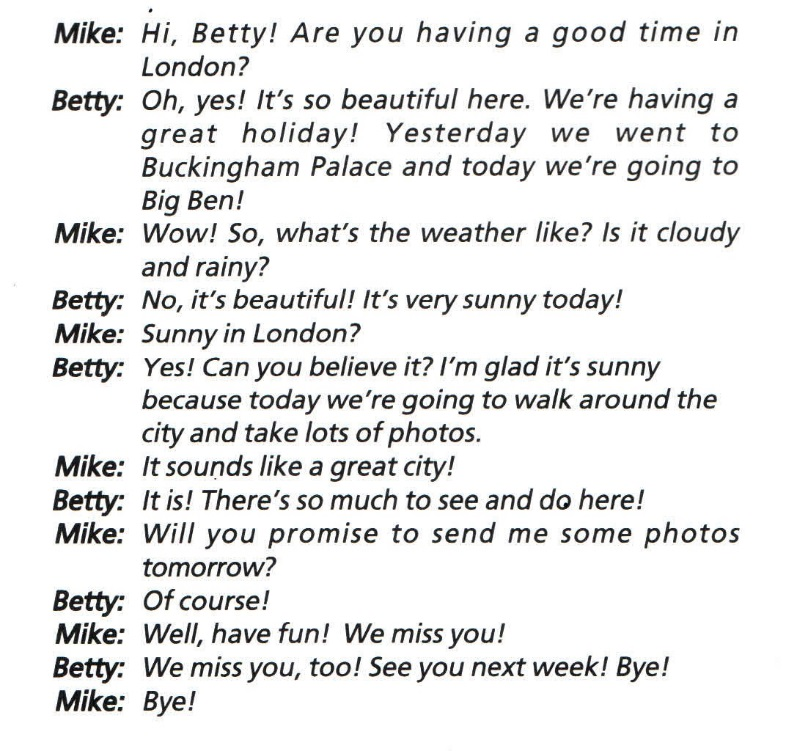 Mike: Hi, Betty! Are you having a good time in
London?
Betty: Oh, yes! It's so beautiful here. We're having a
great holiday! Yesterday we went to
Buckingham Palace and today we're going to
Big Ben!
Mike: Wow! So, what's the weather like? Is it cloudy
and rainy?
Betty: No, it's beautiful! It's very sunny today!
Mike: Sunny in London?
Betty: Yes! Can you believe it? I'm glad it's sunny
because today we're going to walk around the
city and take lots of photos.
Mike: It sounds like a great city!
Betty: It is! There's so much to see and do here!
Mike: Will you promise to send me some photos
tomorrow?
Betty: Of course!
Mike: Well, have fun! We miss you!
Betty: We miss you, too! See you next week! Bye!
Mike: Bye!